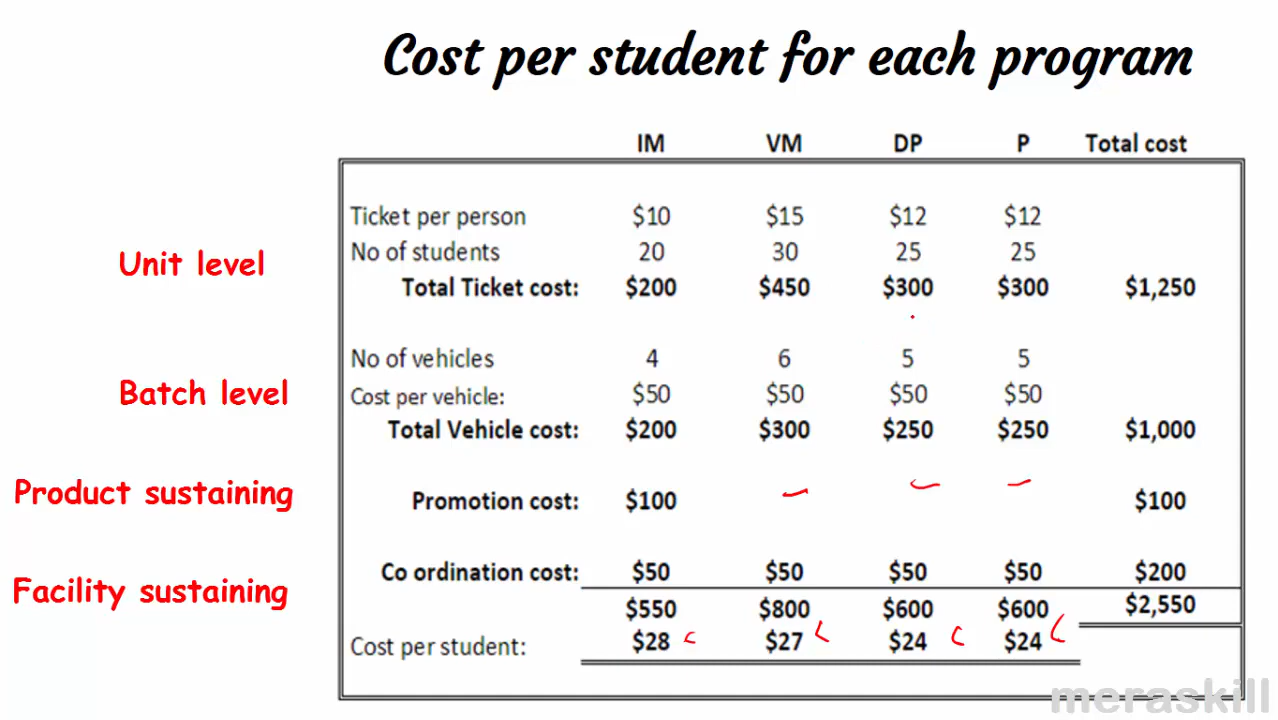 Cost per student for each program
IM VM DP P Total cost
Ticket per person $10 $15 $12 $12
No of students 20 30 25 25
Unit level
Total Ticket cost: $200 $450 $300 $300 $1,250
No of vehicles 4 6 5 5
Batch level
Cost per vehicle: $50 $50 $50 $50
Total Vehicle cost: $200 $300 $250 $250 $1,000
Product sustaining
Promotion cost: $100 $100
Co ordination cost: $50 $50 $50 $50 $200
Facility sustaining
$550 $800 $600 $600 $2,550
Cost per student: $28 $27 $24 $24
meraskill